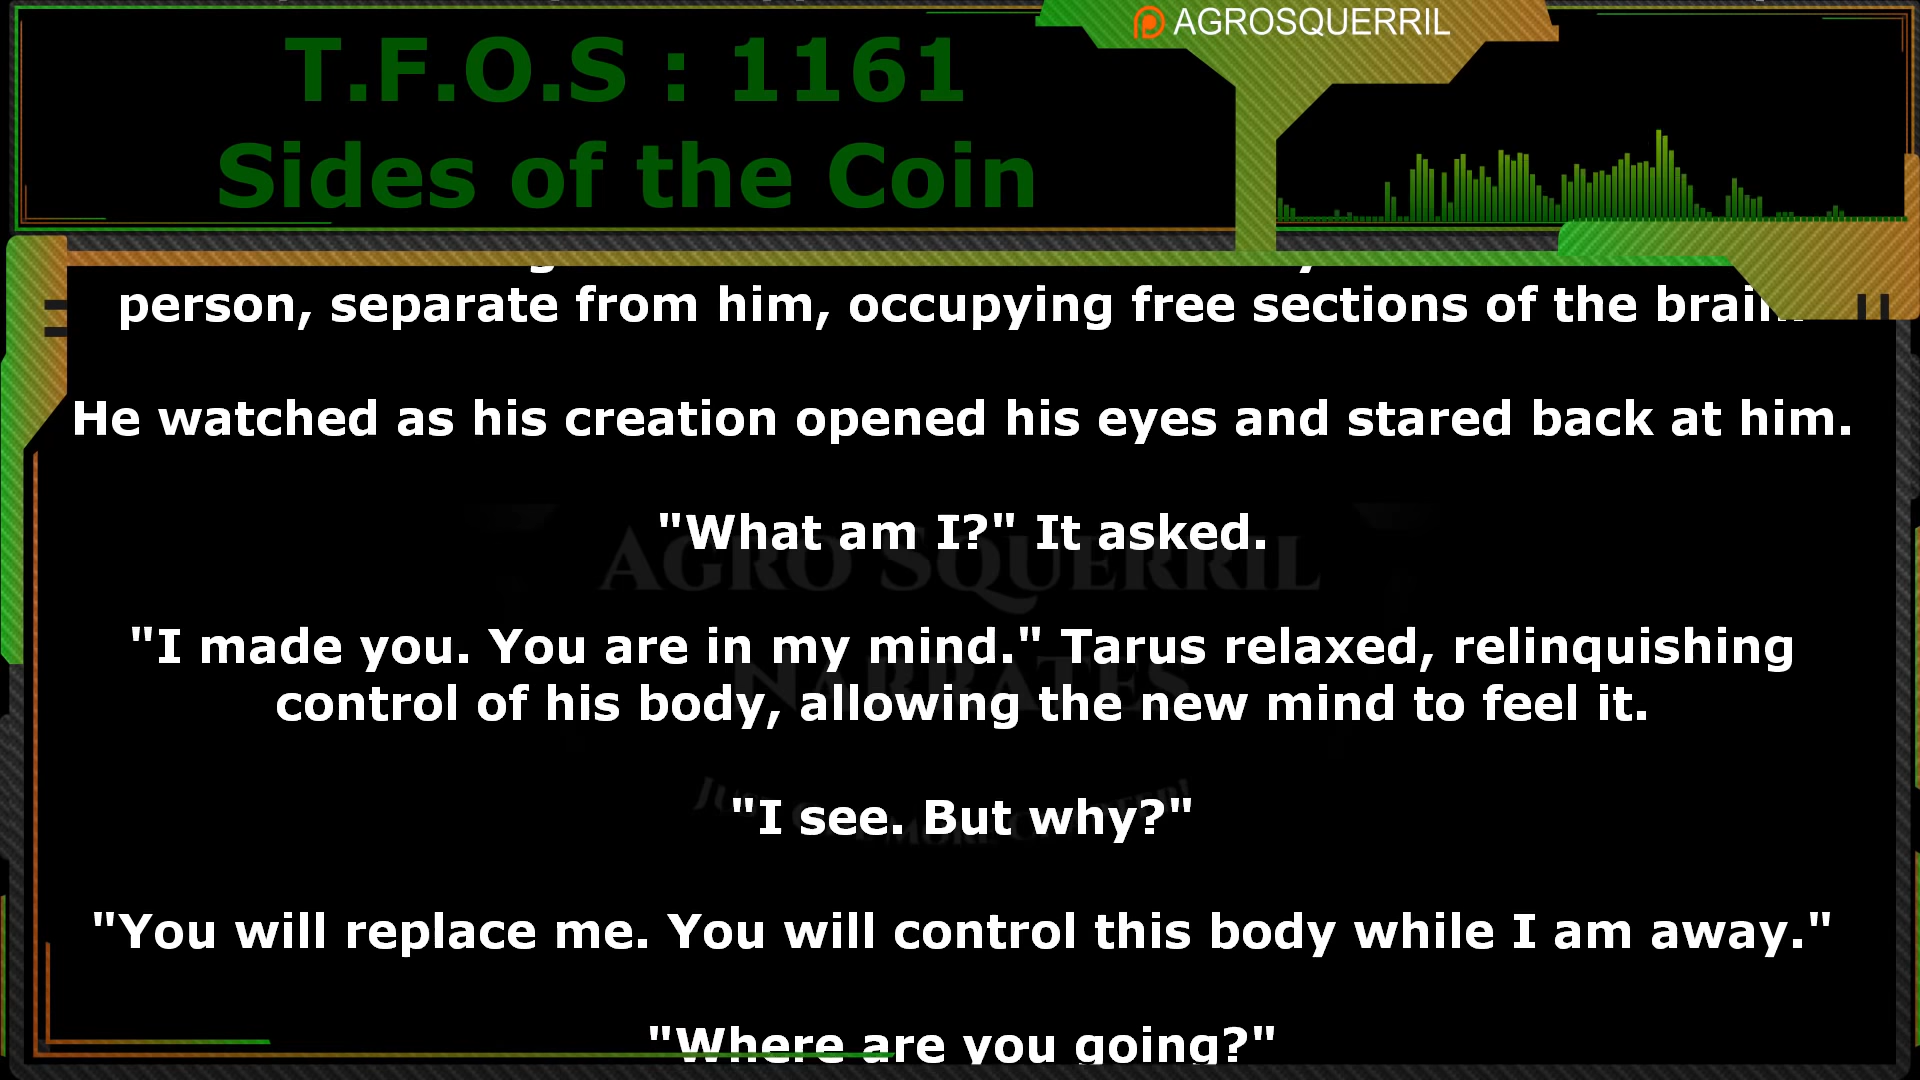 AGROSQUERRIL
T.F.O.S : 1161
Sides of the Coin
person, separate from him, occupying free sections of the brain.
He watched as his creation opened his eyes and stared back at him.
"What am I?" It asked.
AGRO SQUERRIL
"I made you. You are in my mind." Tarus relaxed, relinquishing
NARRATES
control of his body, allowing the new mind to feel it.
"I see. But why?"
"You will replace me. You will control this body while I am away."
"Where are you going?"